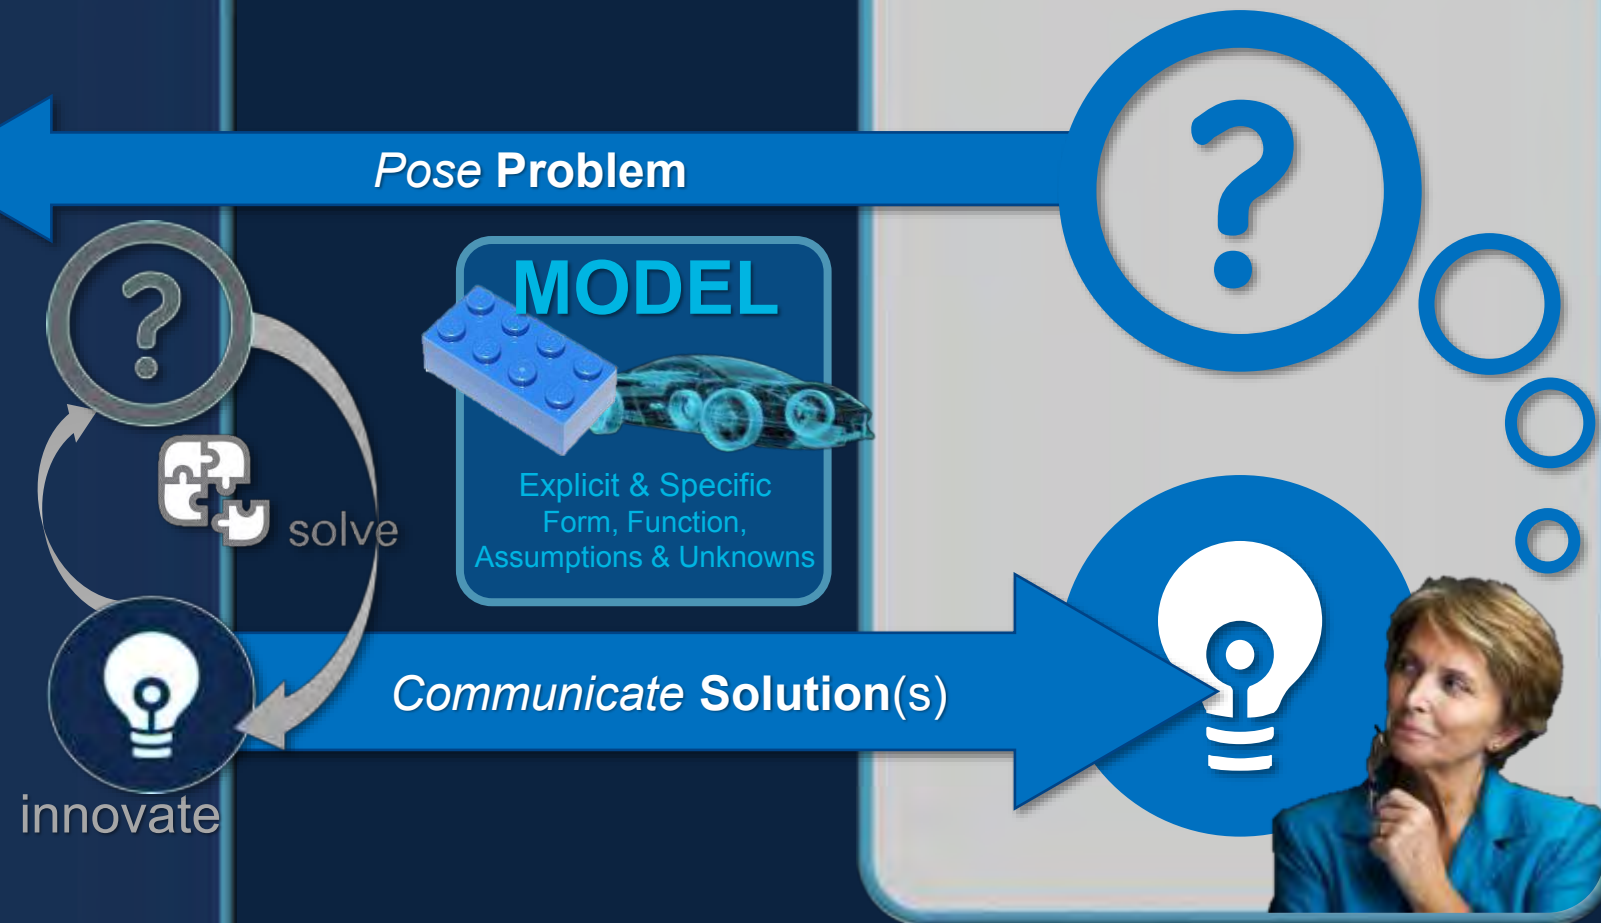 Pose Problem
?
?
MODEL
Explicit & Specific
Form, Function,
Assumptions & Unknowns
solve
Communicate Solution(s)
innovate